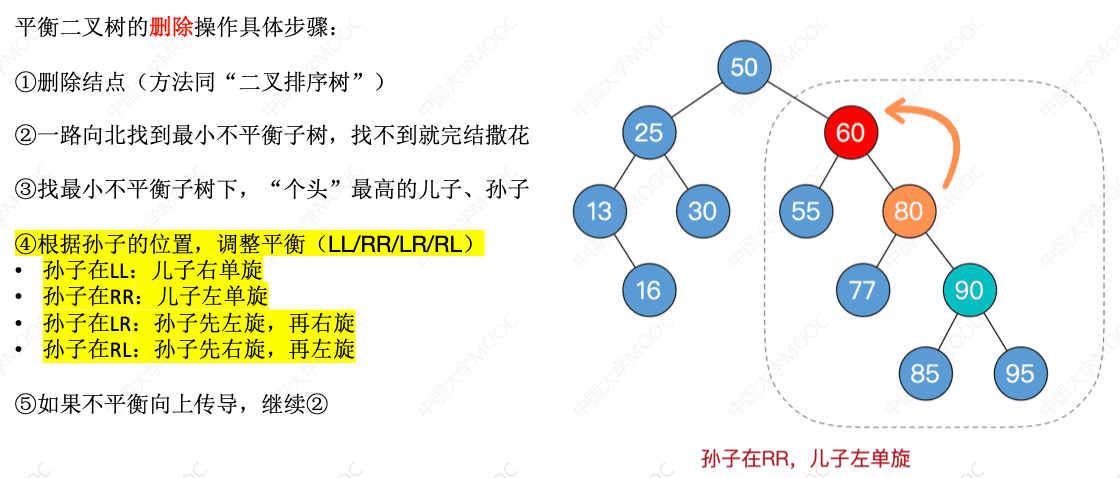 平衡二叉树的删除操作具体步骤：
①删除结点（方法同“二叉排序树”）
②一路向北找到最小不平衡子树，找不到就完结撒花
③找最小不平衡子树下，“个头”最高的儿子、孙子
④根据孙子的位置，调整平衡（LL/RR/LR/RL）
• 孙子在LL：儿子右单旋
• 孙子在RR：儿子左单旋
• 孙子在LR：孙子先左旋，再右旋
• 孙子在RL：孙子先右旋，再左旋
⑤如果不平衡向上传导，继续②
50
25
60
13
30
55
80
16
77
90
85
95
孙子在RR，儿子左单旋
中国大学MOOC